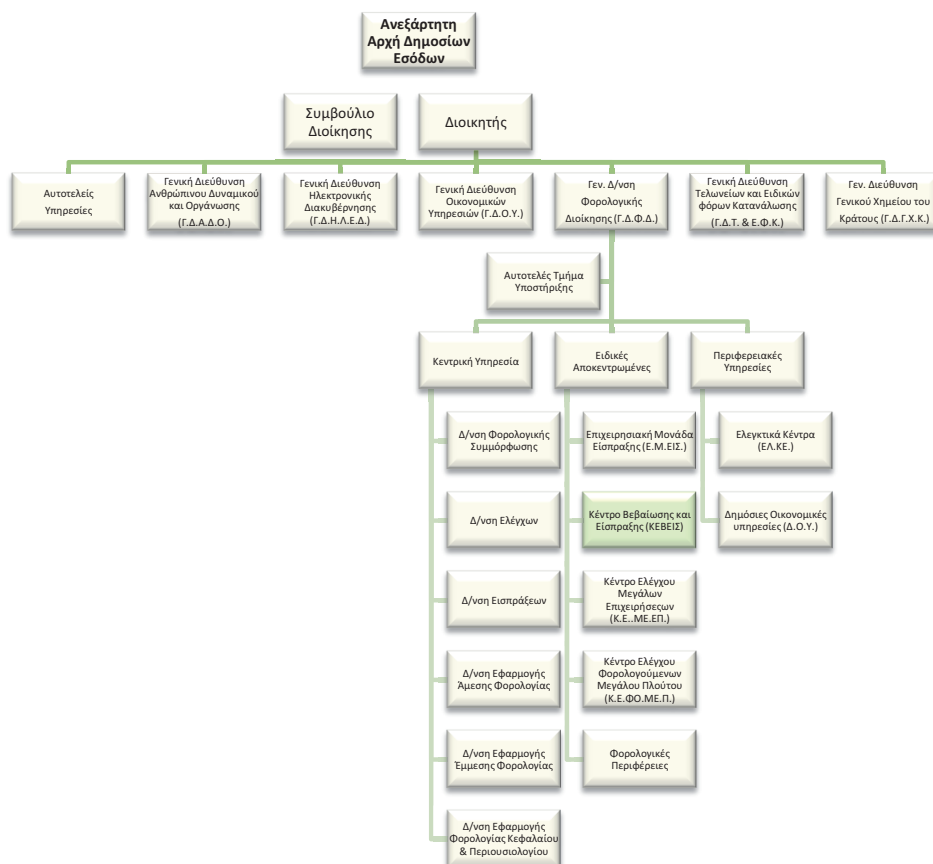 Ανεξάρτητη
Αρχή Δημοσίων
Εσόδων
Συμβούλιο
Διοίκησης
Διοικητής
Αυτοτελείς
Υπηρεσίες
Γενική Διεύθυνση
Ανθρώπινου Δυναμικού
και Οργάνωσης
(Γ.Δ.Α.Δ.Ο.)
Γενική Διεύθυνση
Ηλεκτρονικής
Διακυβέρνησης
(Γ.Δ.Η.Λ.Ε.Δ.)
Γενική Διεύθυνση
Οικονομικών
Υπηρεσιών (Γ.Δ.Ο.Υ.)
Γεν. Δ/νση
Φορολογικής
Διοίκησης (Γ.Δ.Φ.Δ.)
Γενική Διεύθυνση
Τελωνείων και Ειδικών
φόρων Κατανάλωσης
(Γ.Δ.Τ. & Ε.Φ.Κ.)
Γεν. Διεύθυνση
Γενικού Χημείου του
Κράτους (Γ.Δ.Γ.Χ.Κ.)
Αυτοτελές Τμήμα
Υποστήριξης
Κεντρική Υπηρεσία
Ειδικές
Αποκεντρωμένες
Περιφερειακές
Υπηρεσίες
Δ/νση Φορολογικής
Συμμόρφωσης
Δ/νση Ελέγχων
Δ/νση Εισπράξεων
Δ/νση Εφαρμογής
Άμεσης Φορολογίας
Δ/νση Εφαρμογής
Έμμεσης Φορολογίας
Δ/νση Εφαρμογής
Φορολογίας Κεφαλαίου
& Περιουσιολογίου
Επιχειρησιακή Μονάδα
Είσπραξης (Ε.Μ.ΕΙΣ.)
Κέντρο Βεβαίωσης και
Είσπραξης (ΚΕΒΕΙΣ)
Κέντρο Ελέγχου
Μεγάλων
Επιχειρήσεςων
(Κ.Ε..ΜΕ.ΕΠ.)
Κέντρο Ελέγχου
Φορολογούμενων
Μεγάλου Πλούτου
(Κ.Ε.ΦΟ.ΜΕ.Π.)
Φορολογικές
Περιφέρειες
Ελεγκτικά Κέντρα
(ΕΛ.ΚΕ.)
Δημόσιες Οικονομικές
υπηρεσίες (Δ.Ο.Υ.)